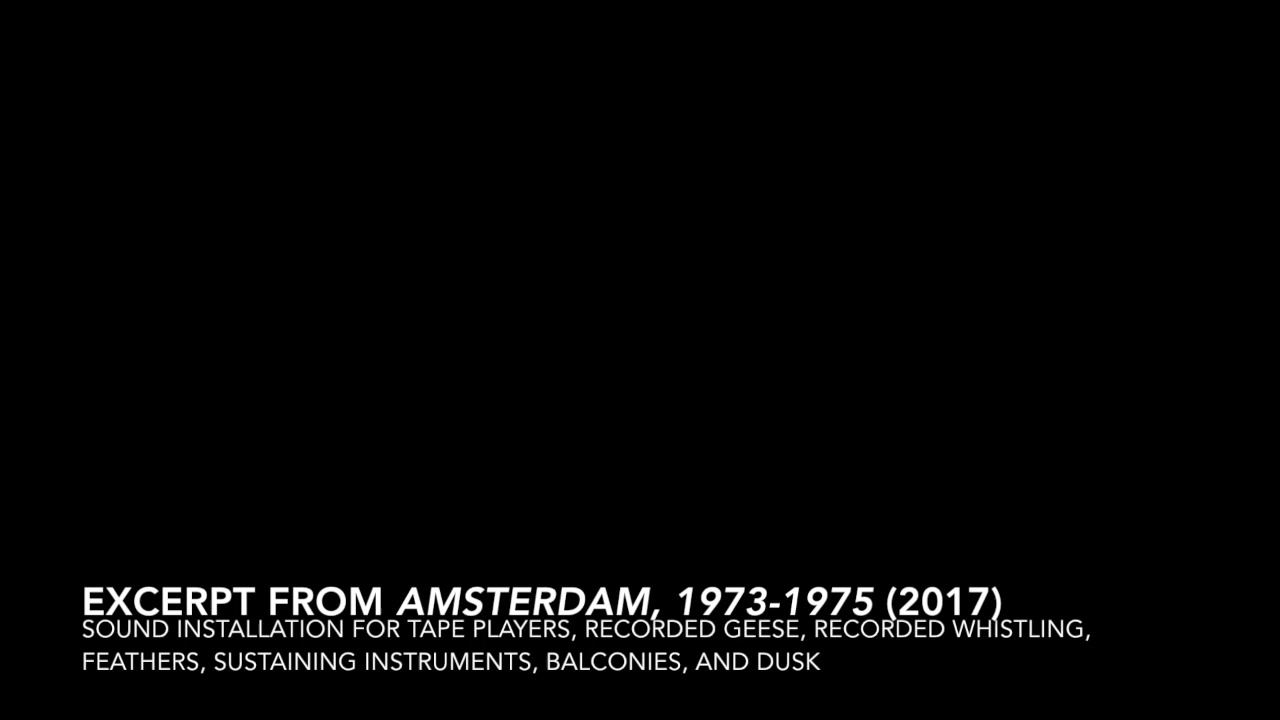 EXCERPT FROM AMSTERDAM, 1973-1975 (2017)
SOUND INSTALLATION FOR TAPE PLAYERS, RECORDED GEESE, RECORDED WHISTLING,
FEATHERS, SUSTAINING INSTRUMENTS, BALCONIES, AND DUSK